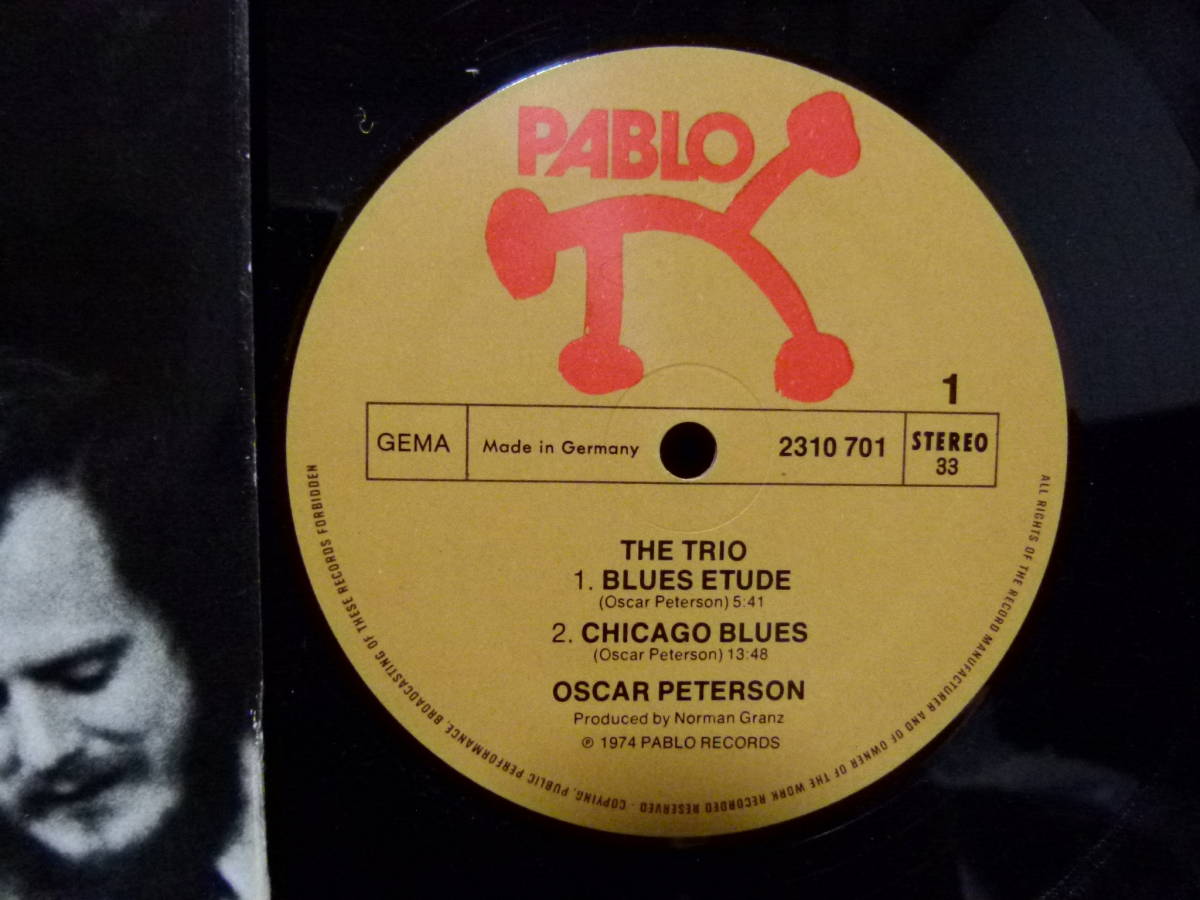 PABLO
1
GEMA
Made in Germany
2310 701
STEREO
33
THE TRIO
1. BLUES ETUDE
(Oscar Peterson) 5:41
2. CHICAGO BLUES
(Oscar Peterson) 13:48
OSCAR PETERSON
Produced by Norman Granz
℗ 1974 PABLO RECORDS
ALL RIGHTS OF THE RECORD MANUFACTURER AND OF OWNER OF THE WORK RECORDED RESERVED · COPYING, PUBLIC PERFORMANCE, BROADCASTING OF THESE RECORDS FORBIDDEN